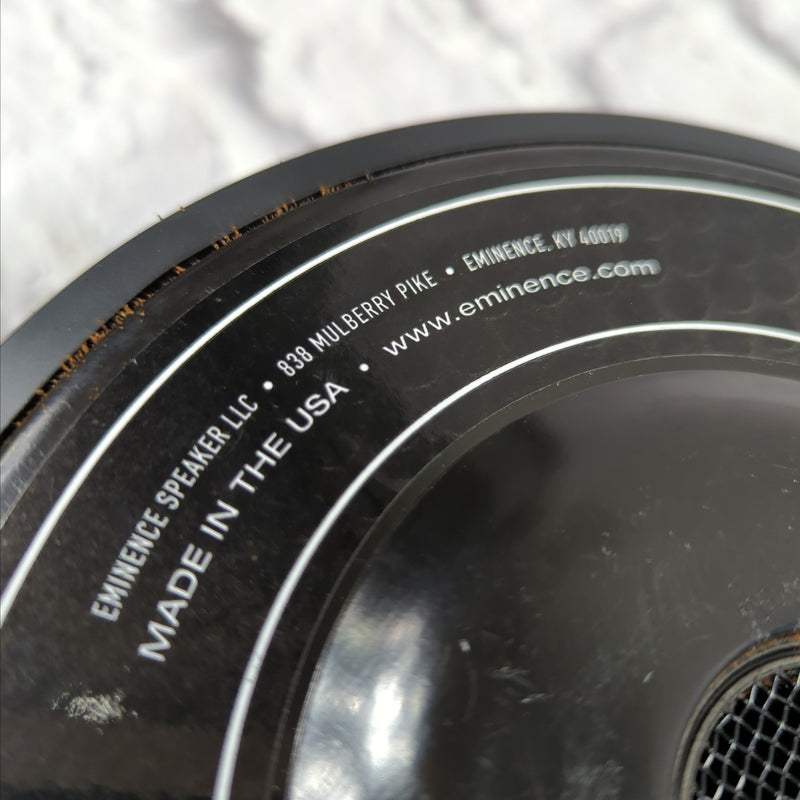 EMINENCE SPEAKER LLC • 838 MULBERRY PIKE • EMINENCE, KY 40019
MADE IN THE USA • www.eminence.com